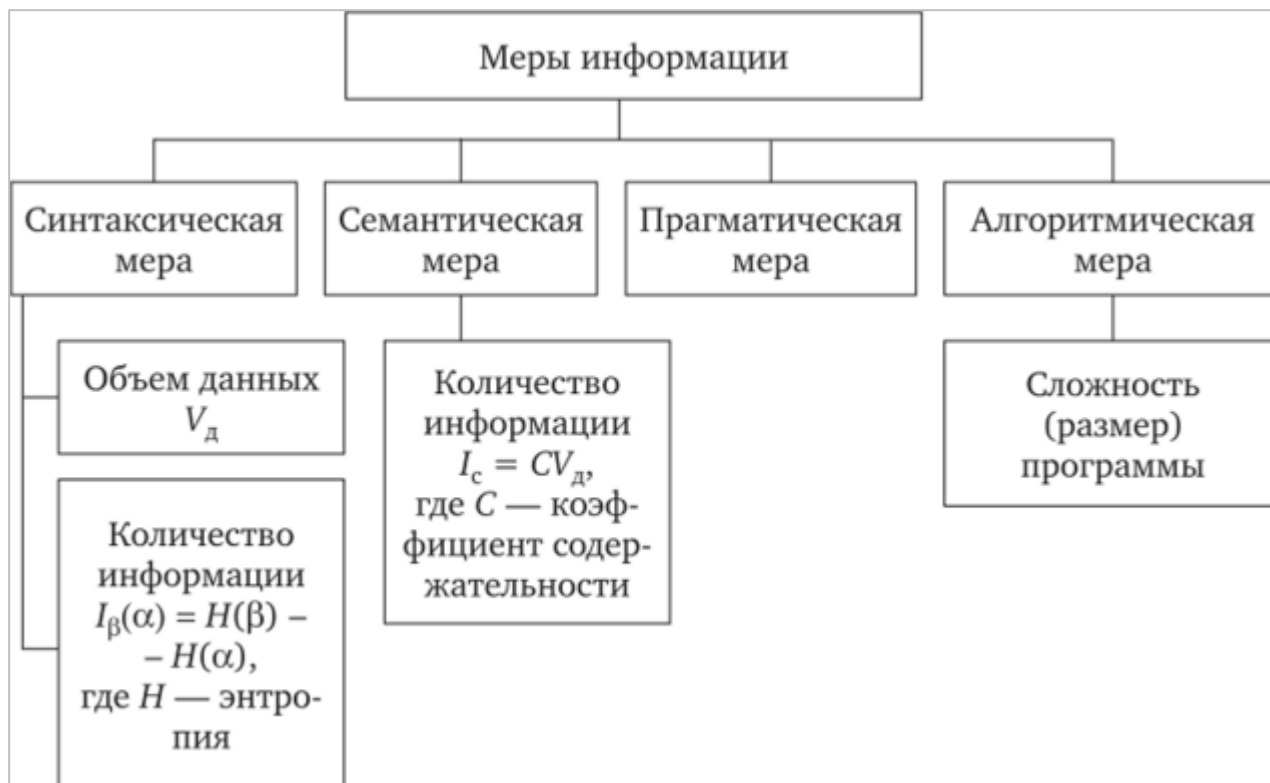 Меры информации
Синтаксическая
мера
Семантическая
мера
Прагматическая
мера
Алгоритмическая
мера
Объем данных
Vд
Количество
информации
Iβ(α) = H(β) –
– H(α),
где H — энтро-
пия
Количество
информации
Iс = CVд,
где C — коэф-
фициент содер-
жательности
Сложность
(размер)
программы